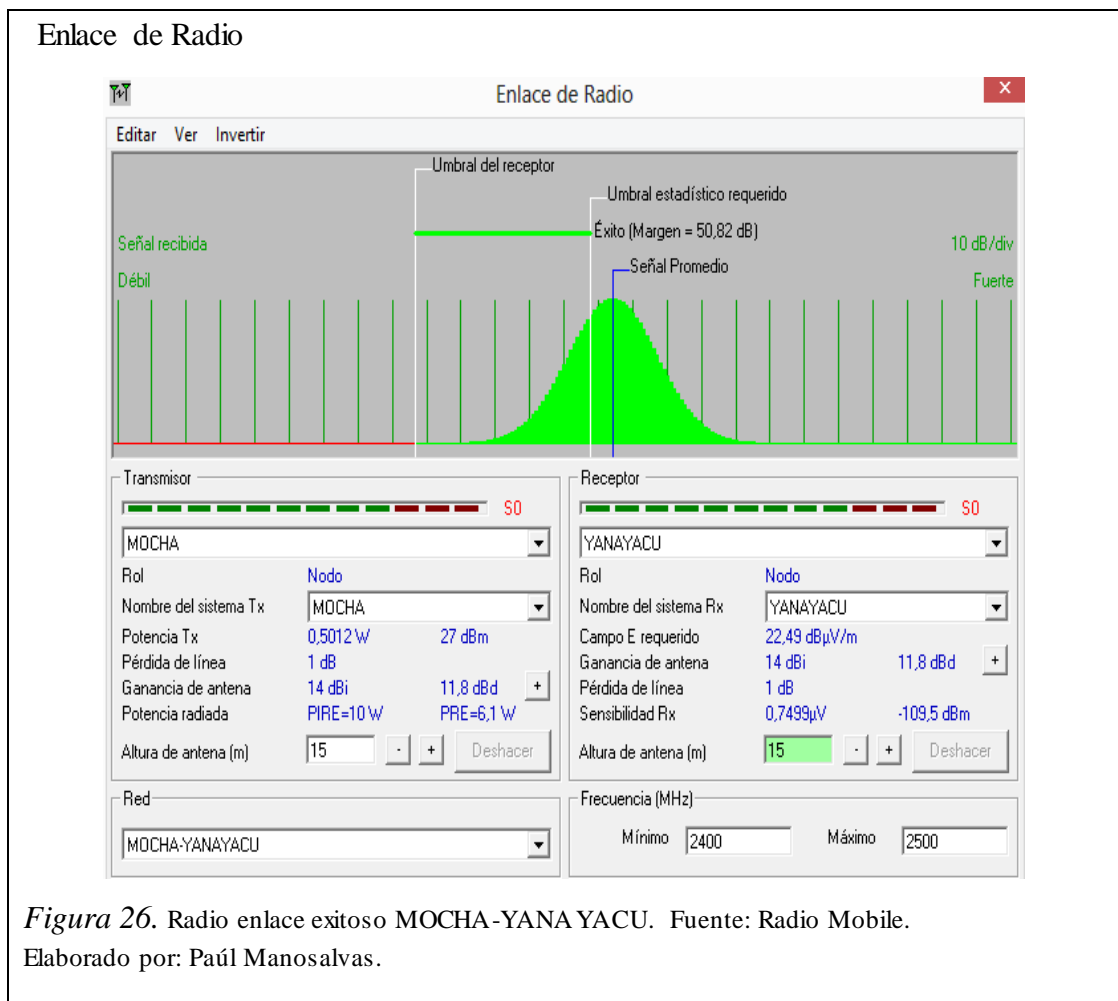 Enlace de Radio
Enlace de Radio
X
Editar Ver Invertir
Umbral del receptor
Umbral estadístico requerido
Éxito (Margen = 50,82 dB)
Señal recibida
10 dB/div
Señal Promedio
Débil
Fuerte
Transmisor
S0
MOCHA
Rol Nodo
Nombre del sistema Tx MOCHA
Potencia Tx 0,5012 W 27 dBm
Pérdida de línea 1 dB
Ganancia de antena 14 dBi 11,8 dBd +
Potencia radiada PIRE=10 W PRE=6,1 W
Altura de antena (m) 15 - + Deshacer
Receptor
S0
YANAYACU
Rol Nodo
Nombre del sistema Rx YANAYACU
Campo E requerido 22,49 dBµV/m
Ganancia de antena 14 dBi 11,8 dBd +
Pérdida de línea 1 dB
Sensibilidad Rx 0,7499µV -109,5 dBm
Altura de antena (m) 15 - + Deshacer
Red
MOCHA-YANAYACU
Frecuencia (MHz)
Mínimo 2400 Máximo 2500
Figura 26. Radio enlace exitoso MOCHA-YANA YACU. Fuente: Radio Mobile.
Elaborado por: Paúl Manosalvas.